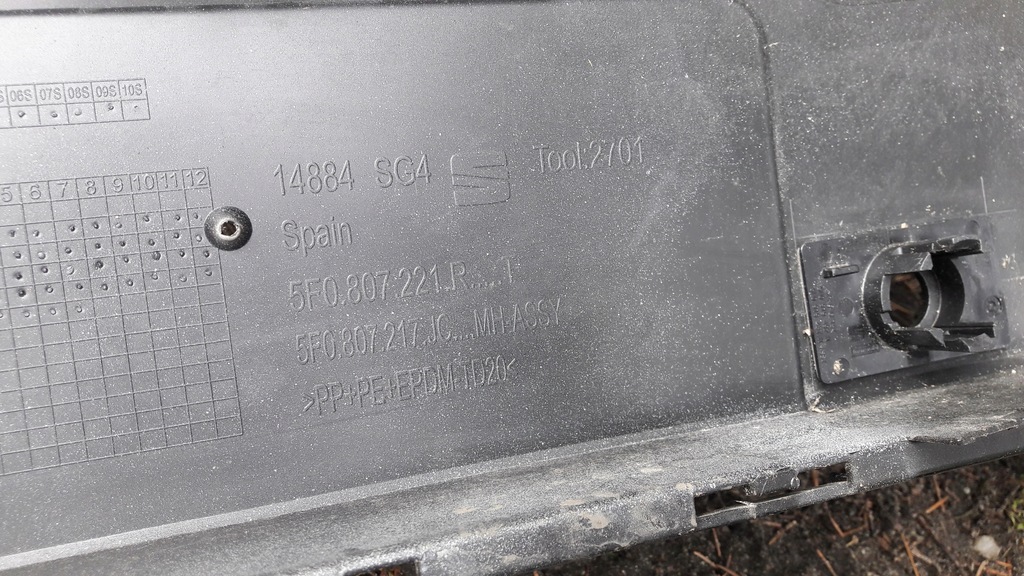 06S 07S 08S 09S 10S
5 6 7 8 9 10 11 12
14884 SG4 Tool.2701
Spain
5F0.807.221.R....T
5F0.807.217.JC....MH-ASSY
>PP+PE+EPDM-TD20<